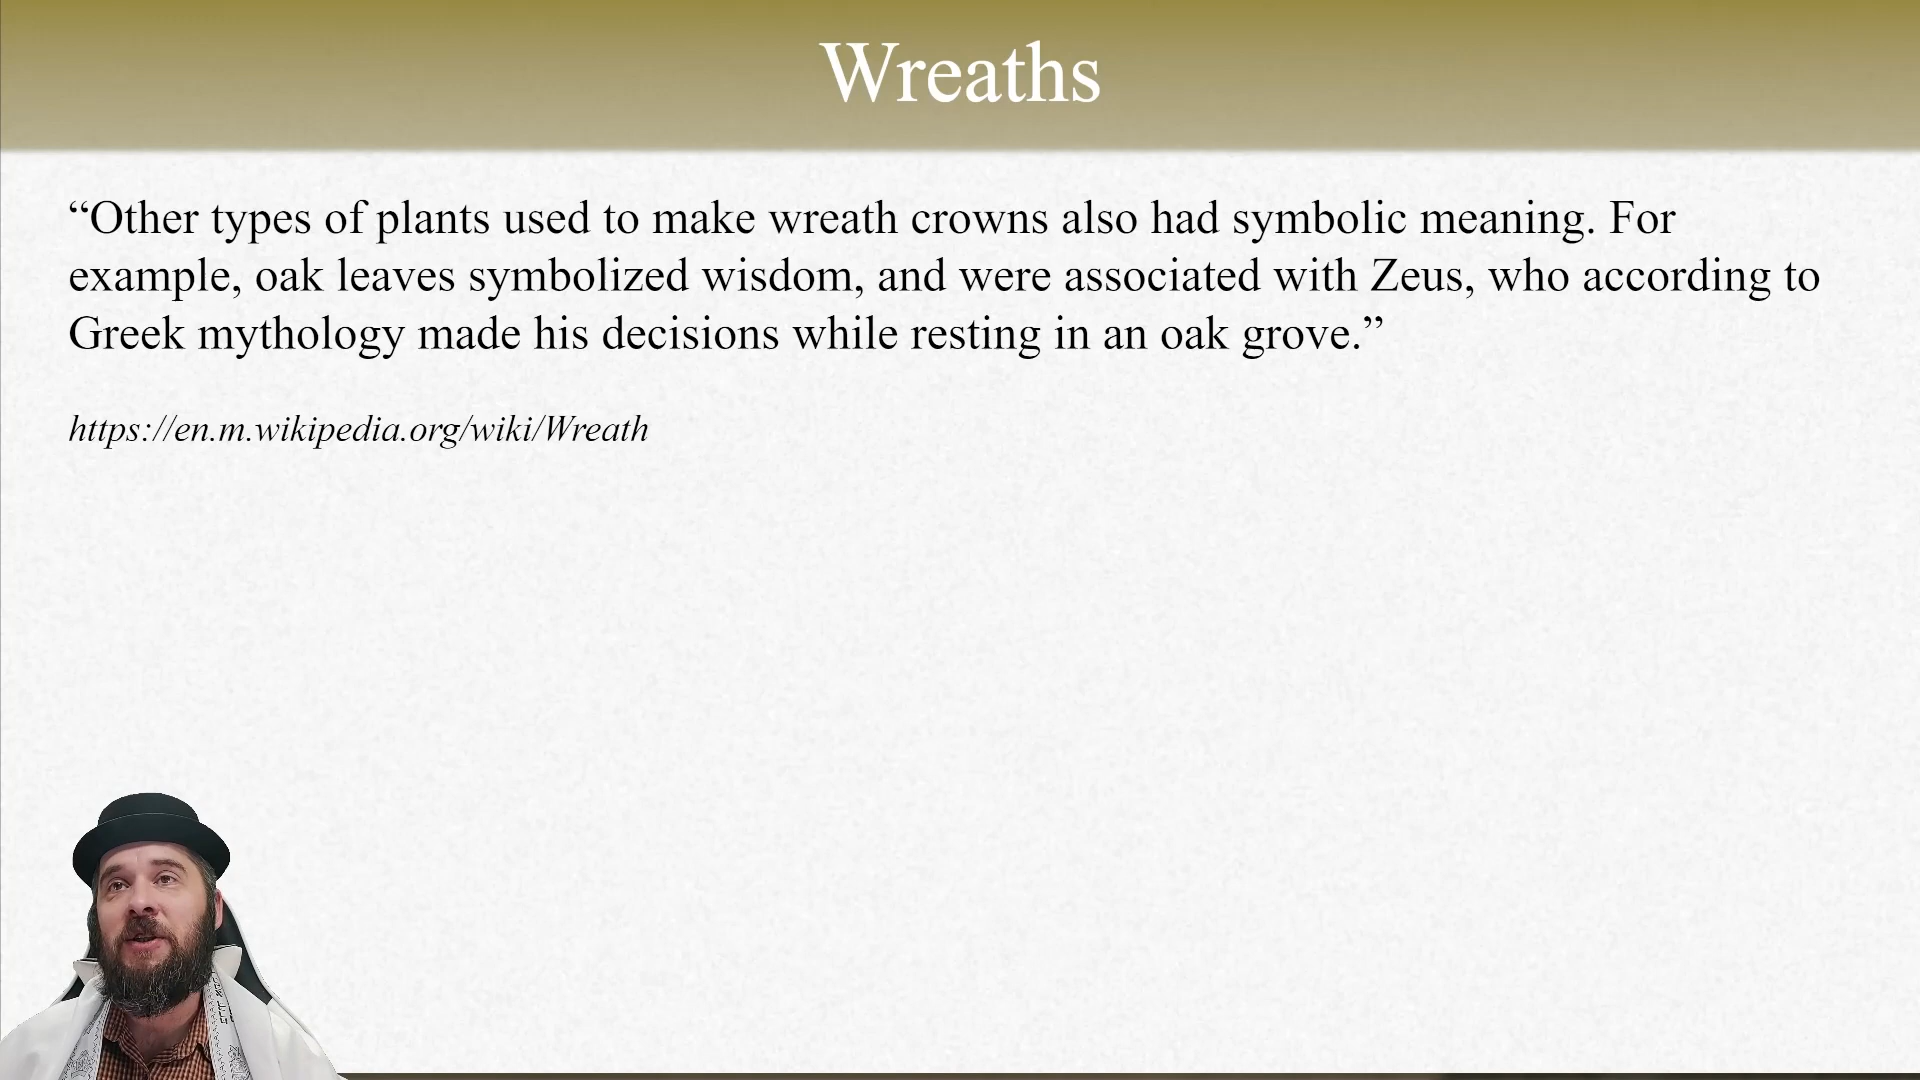 Wreaths
“Other types of plants used to make wreath crowns also had symbolic meaning. For
example, oak leaves symbolized wisdom, and were associated with Zeus, who according to
Greek mythology made his decisions while resting in an oak grove.”
https://en.m.wikipedia.org/wiki/Wreath